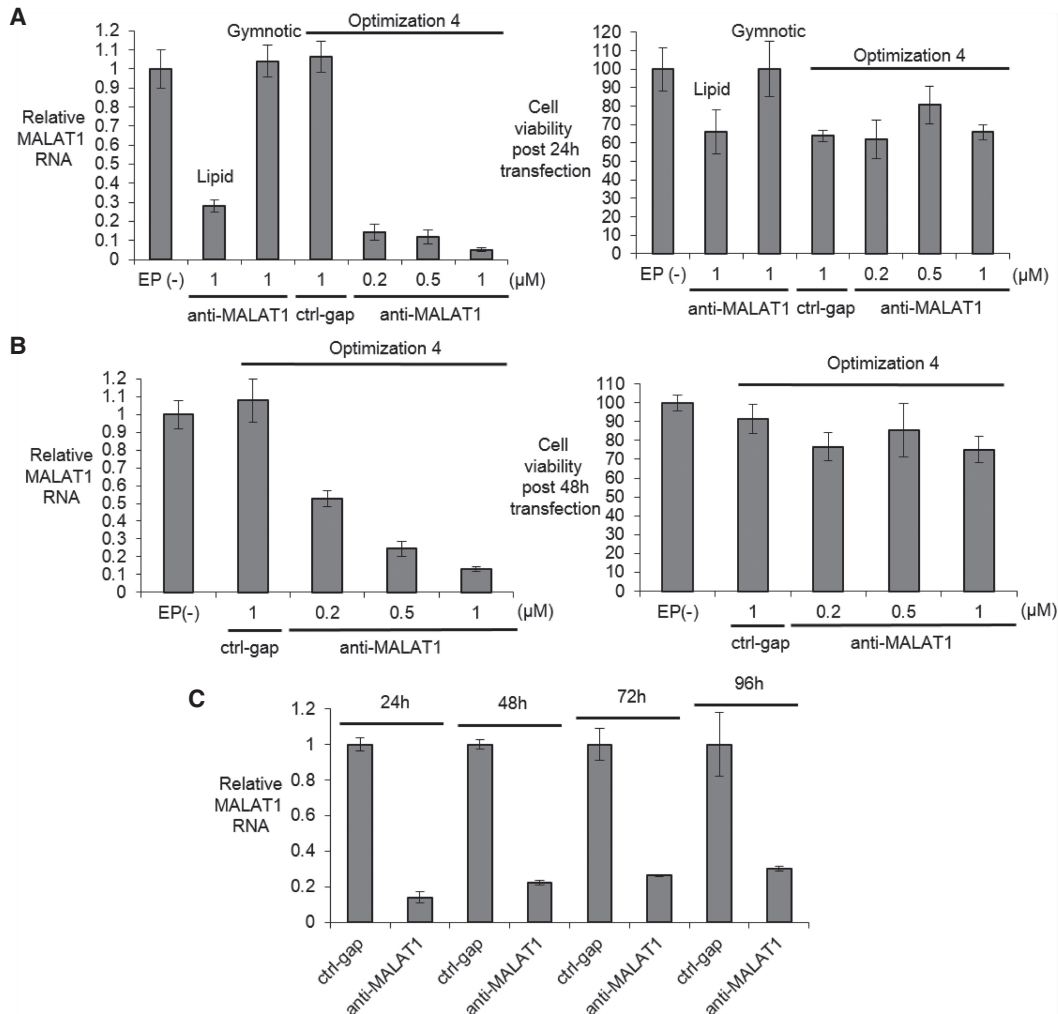 A
Optimization 4
Gymnotic
Relative
MALAT1
RNA
Lipid
1.2
1.1
1
0.9
0.8
0.7
0.6
0.5
0.4
0.3
0.2
0.1
0
EP (-) 1 1 1 0.2 0.5 1 (µM)
anti-MALAT1 ctrl-gap anti-MALAT1
Gymnotic
Optimization 4
Lipid
Cell
viability
post 24h
transfection
120
110
100
90
80
70
60
50
40
30
20
10
0
EP (-) 1 1 1 0.2 0.5 1 (µM)
anti-MALAT1 ctrl-gap anti-MALAT1
B
Optimization 4
Relative
MALAT1
RNA
1.2
1.1
1
0.9
0.8
0.7
0.6
0.5
0.4
0.3
0.2
0.1
0
EP(-) 1 0.2 0.5 1 (µM)
ctrl-gap anti-MALAT1
Optimization 4
Cell
viability
post 48h
transfection
110
100
90
80
70
60
50
40
30
20
10
0
EP(-) 1 0.2 0.5 1 (µM)
ctrl-gap anti-MALAT1
C
24h 48h 72h 96h
Relative
MALAT1
RNA
1.2
1
0.8
0.6
0.4
0.2
0
ctrl-gap
anti-MALAT1
ctrl-gap
anti-MALAT1
ctrl-gap
anti-MALAT1
ctrl-gap
anti-MALAT1